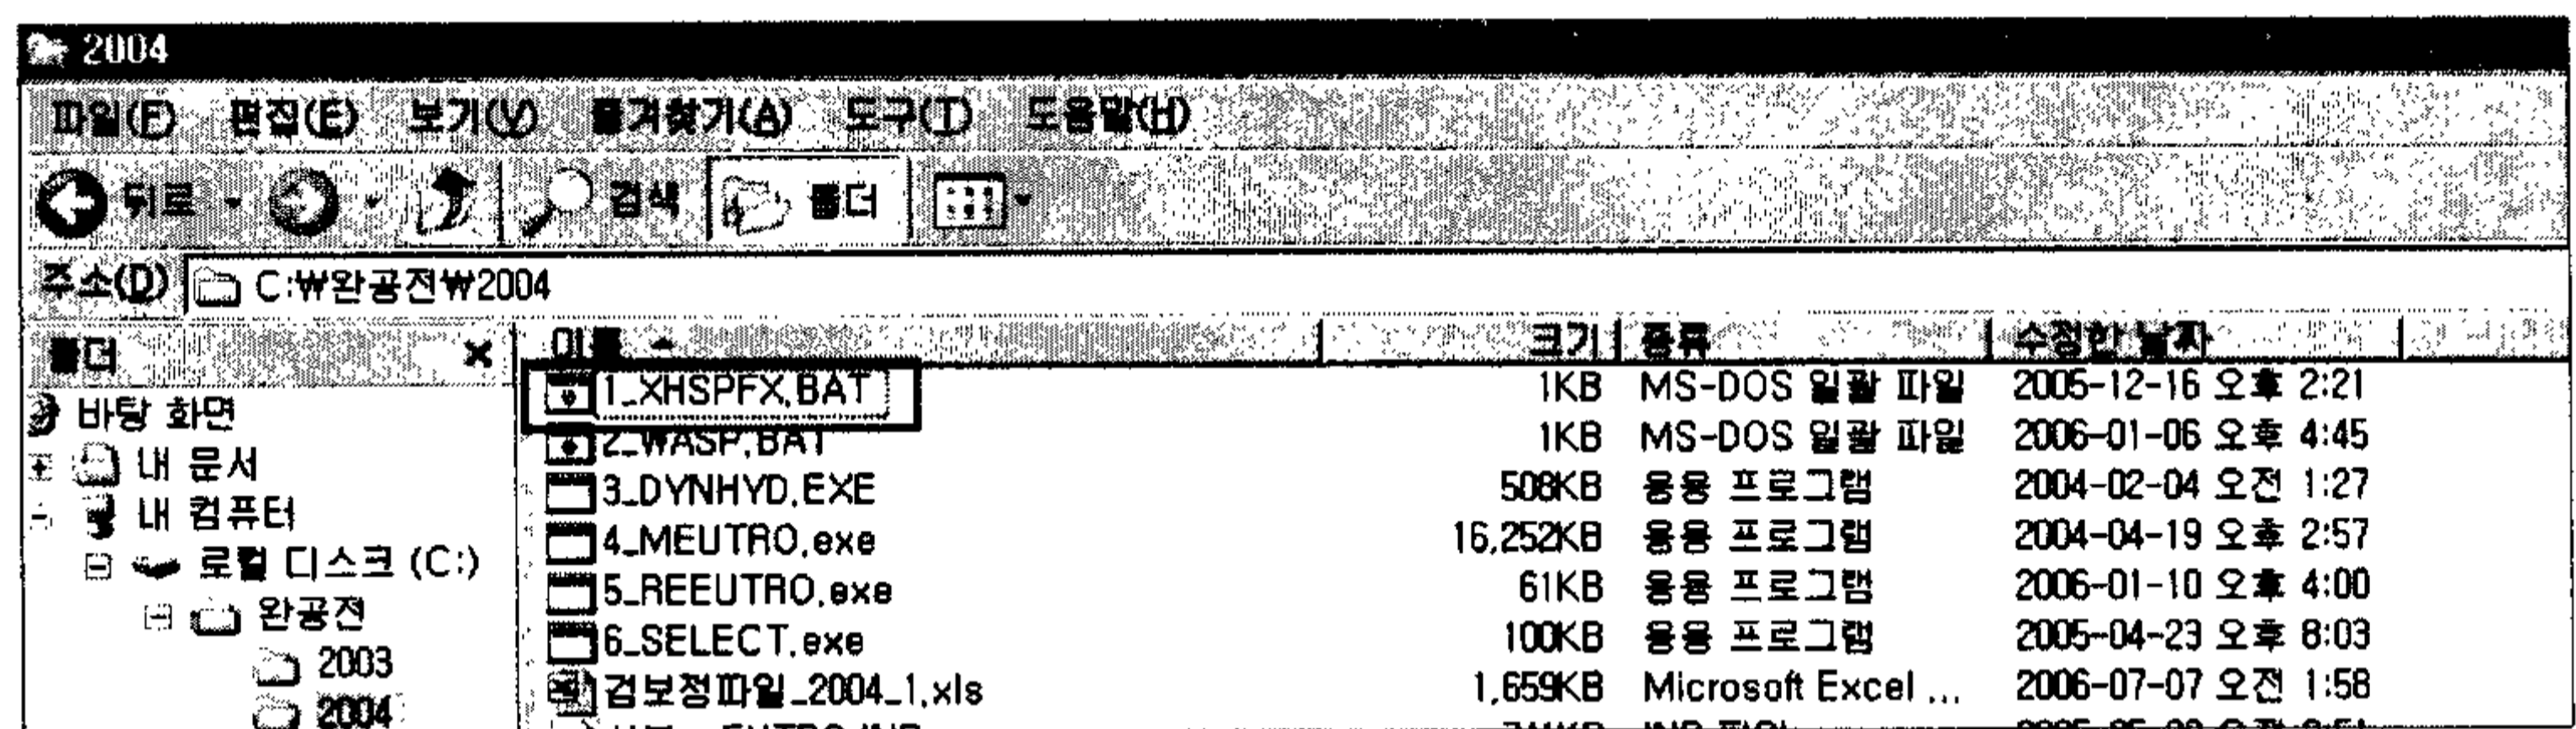 2004
파일(F) 편집(E) 보기(V) 즐겨찾기(A) 도구(T) 도움말(H)
뒤로 검색 폴더
주소(D) C:₩완공전₩2004
폴더 × 이름 크기 종류 수정한 날짜
바탕 화면
내 문서
내 컴퓨터
로컬 디스크 (C:)
완공전
2003
2004
1_XHSPFX.BAT 1KB MS-DOS 일괄 파일 2005-12-16 오후 2:21
2_WASP.BAT 1KB MS-DOS 일괄 파일 2006-01-06 오후 4:45
3_DYNHYD.EXE 508KB 응용 프로그램 2004-02-04 오전 1:27
4_MEUTRO.exe 16,252KB 응용 프로그램 2004-04-19 오후 2:57
5_REEUTRO.exe 61KB 응용 프로그램 2006-01-10 오후 4:00
6_SELECT.exe 100KB 응용 프로그램 2005-04-23 오후 8:03
검보정파일_2004_1.xls 1,659KB Microsoft Excel ... 2006-07-07 오전 1:58